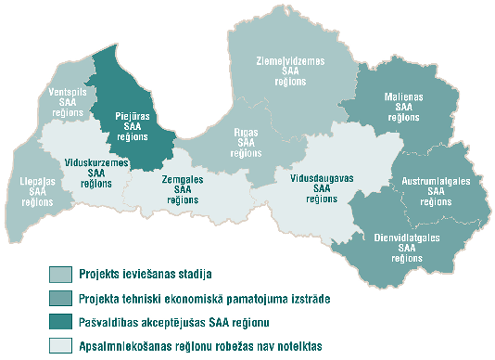 Ziemeļvidzemes
SAA
reģions
Ventspils
SAA
reģions
Piejūras
SAA
reģions
Malienas
SAA
reģions
Rīgas
SAA
reģions
Liepājas
SAA
reģions
Viduskurzemes
SAA
reģions
Zemgales
SAA
reģions
Vidusdaugavas
SAA
reģions
Austrumlatgales
SAA
reģions
Dienvidlatgales
SAA
reģions
Projekts ieviešanas stadijā
Projekta tehniski ekonomiskā pamatojuma izstrāde
Pašvaldības akceptējušas SAA reģionu
Apsaimniekošanas reģionu robežas nav noteiktas